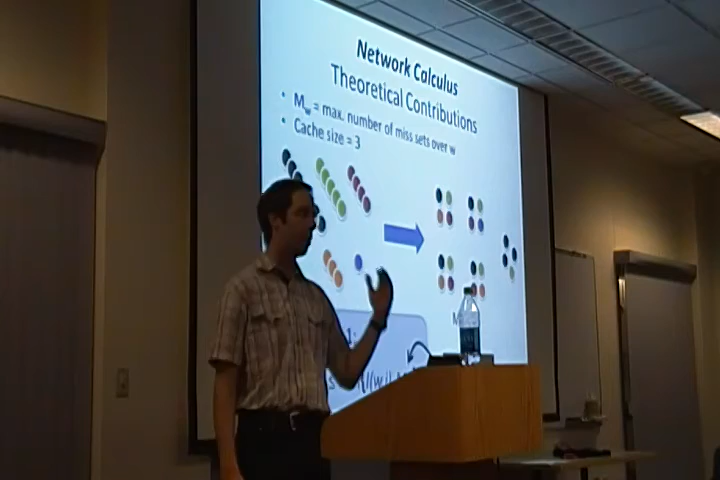 Network Calculus
Theoretical Contributions
• Mw = max. number of miss sets over w
• Cache size = 3